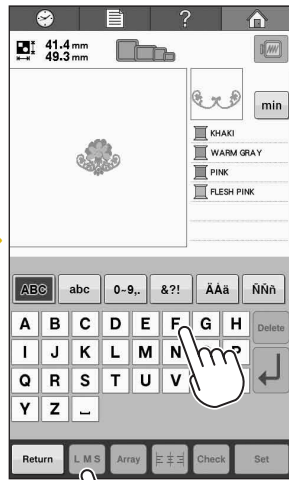 ?
41.4 mm
49.3 mm
min
KHAKI
WARM GRAY
PINK
FLESH PINK
ABC abc 0~9,. &?! ÄÀä ÑÑñ
A B C D E F G H Delete
I J K L M N P
Q R S T U V
Y Z
Return L M S Array Check Set